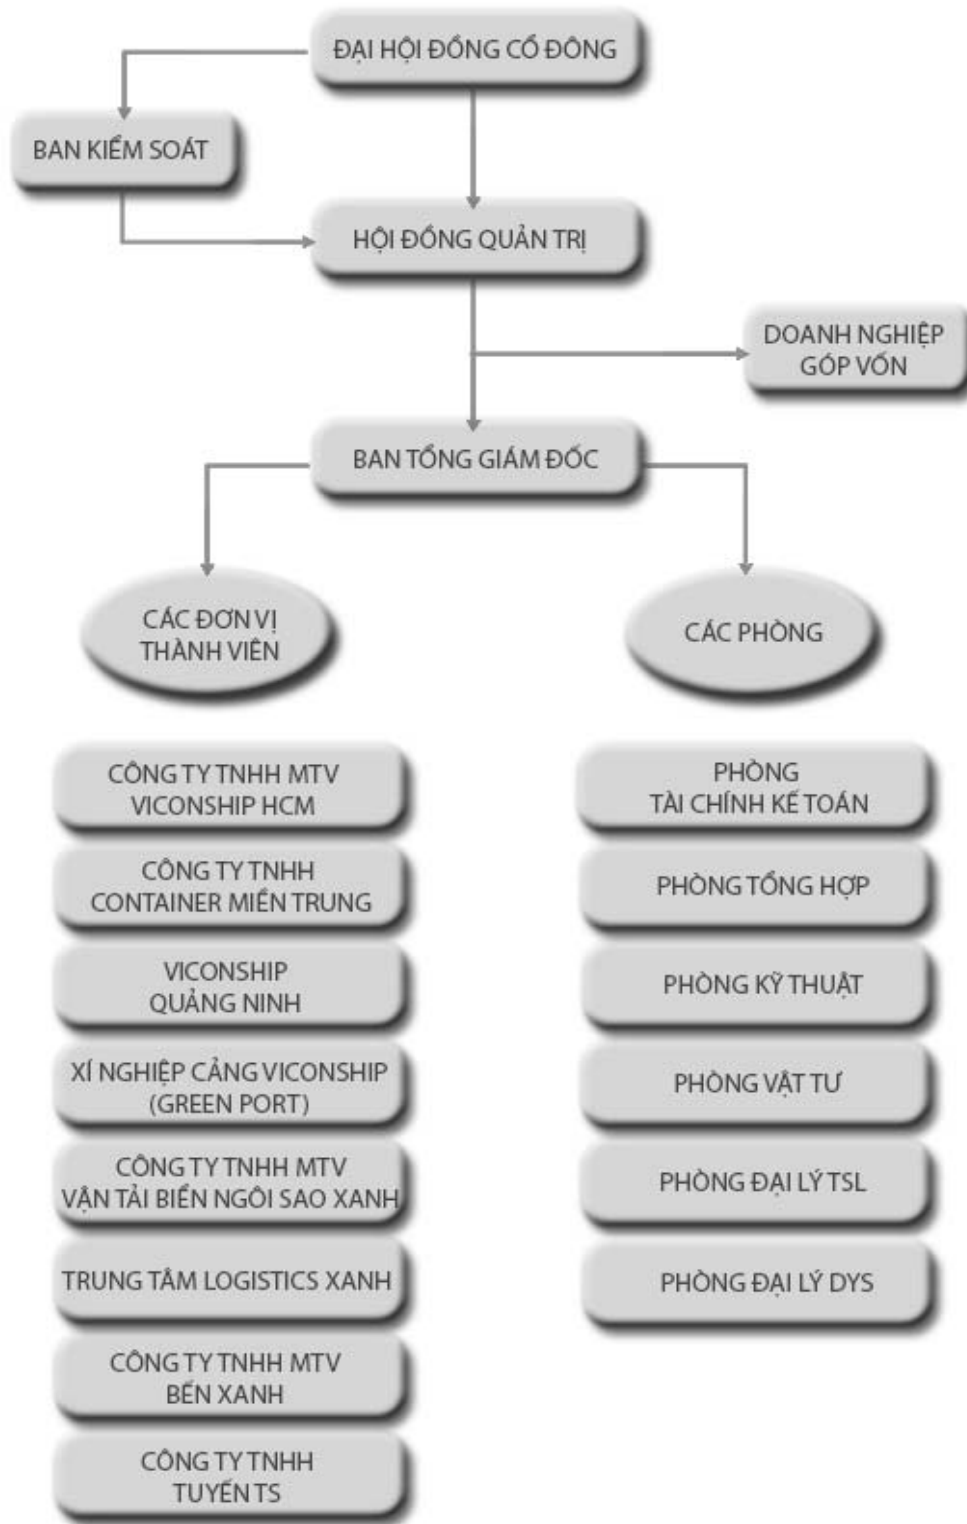 ĐẠI HỘI ĐỒNG CỔ ĐÔNG
BAN KIỂM SOÁT
HỘI ĐỒNG QUẢN TRỊ
DOANH NGHIỆP
GÓP VỐN
BAN TỔNG GIÁM ĐỐC
CÁC ĐƠN VỊ
THÀNH VIÊN
CÁC PHÒNG
CÔNG TY TNHH MTV
VICONSHIP HCM
CÔNG TY TNHH
CONTAINER MIỀN TRUNG
VICONSHIP
QUẢNG NINH
XÍ NGHIỆP CẢNG VICONSHIP
(GREEN PORT)
CÔNG TY TNHH MTV
VẬN TẢI BIỂN NGÔI SAO XANH
TRUNG TÂM LOGISTICS XANH
CÔNG TY TNHH MTV
BẾN XANH
CÔNG TY TNHH
TUYẾN TS
PHÒNG
TÀI CHÍNH KẾ TOÁN
PHÒNG TỔNG HỢP
PHÒNG KỸ THUẬT
PHÒNG VẬT TƯ
PHÒNG ĐẠI LÝ TSL
PHÒNG ĐẠI LÝ DYS